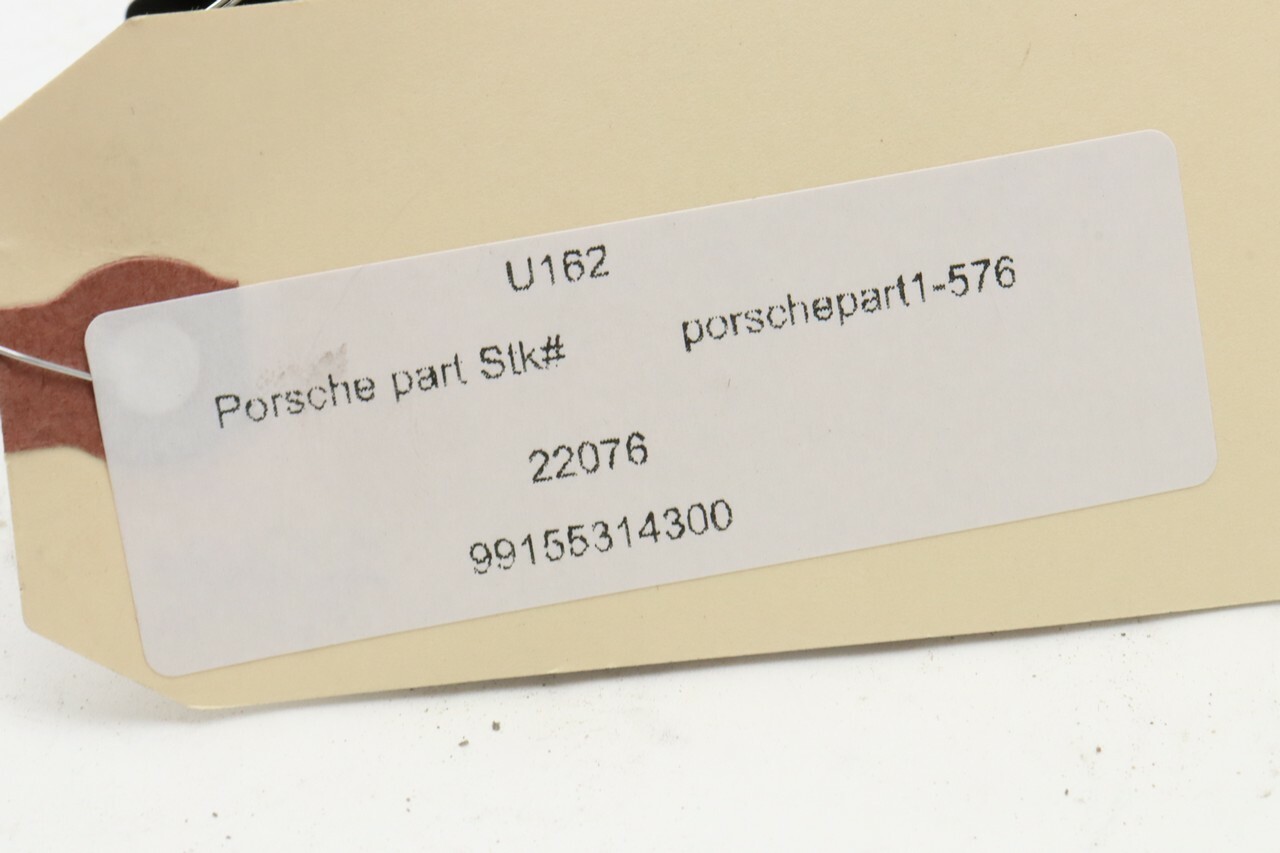 U162
Porsche part Stk# porschepart1-576
22076
99155314300